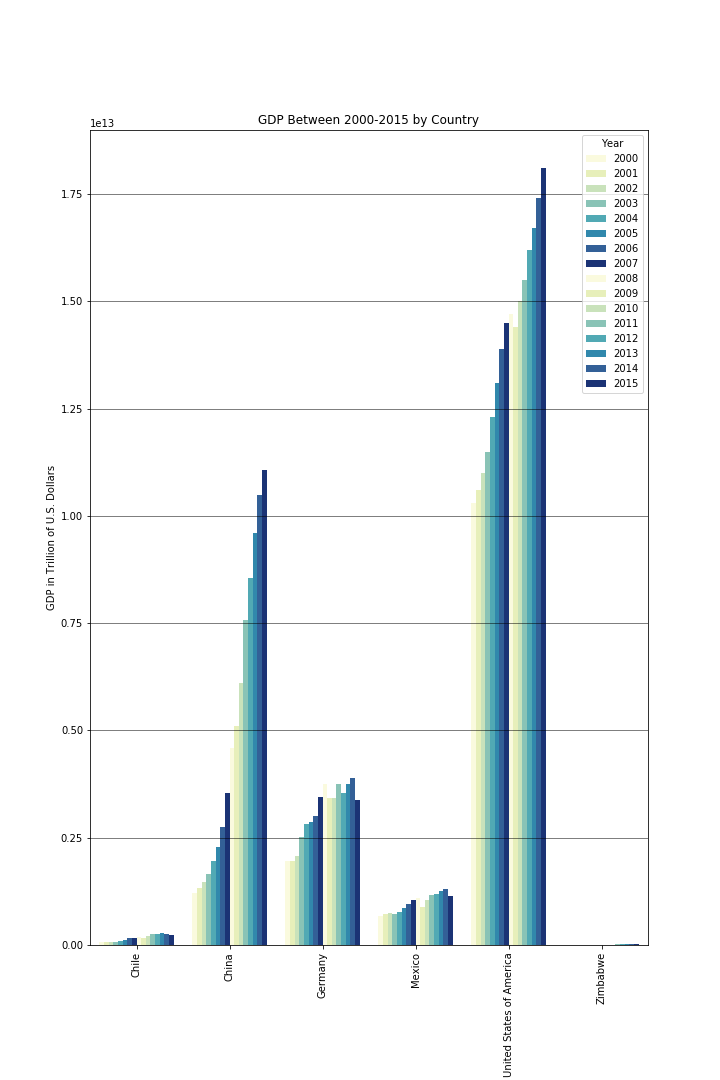 GDP Between 2000-2015 by Country
1e13
GDP in Trillion of U.S. Dollars
1.75
1.50
1.25
1.00
0.75
0.50
0.25
0.00
Year
2000
2001
2002
2003
2004
2005
2006
2007
2008
2009
2010
2011
2012
2013
2014
2015
Chile
China
Germany
Mexico
United States of America
Zimbabwe